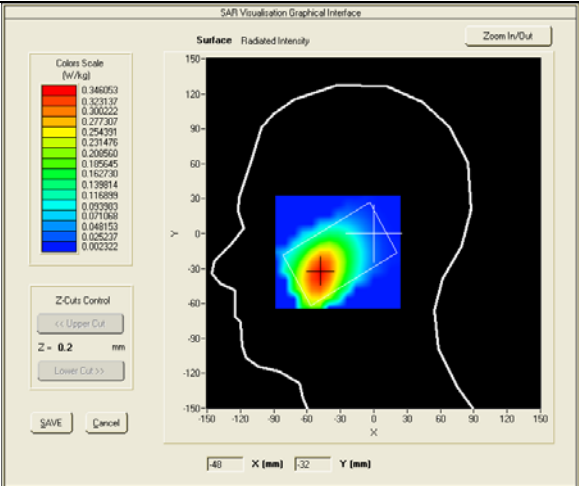 SAR Visualisation Graphical Interface
Surface Radiated Intensity
Zoom In/Out
Colors Scale
(W/kg)
0.346053
0.323137
0.300222
0.277307
0.254391
0.231476
0.208560
0.185645
0.162730
0.139814
0.116899
0.093983
0.071068
0.048153
0.025237
0.002322
Z-Cuts Control
<< Upper Cut
Z = 0.2 mm
Lower Cut >>
SAVE
Cancel
150
120
90
60
30
0
-30
-60
-90
-120
-150
Y
-150 -120 -90 -60 -30 0 30 60 90 120 150
X
-48 X (mm) -32 Y (mm)